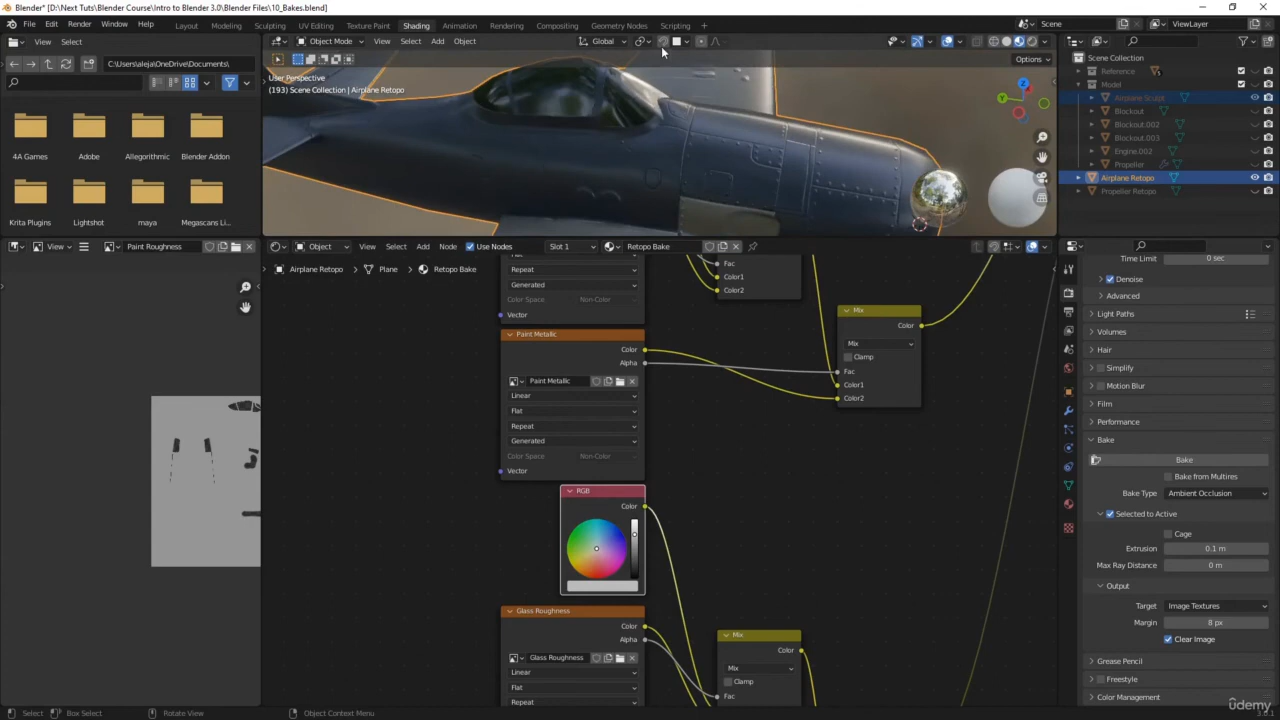 Blender* [D:\Next Tuts\Blender Course\Intro to Blender 3.0\Blender Files\10_Bakes.blend]
File Edit Render Window Help Layout Modeling Sculpting UV Editing Texture Paint Shading Animation Rendering Compositing Geometry Nodes Scripting + Scene ViewLayer
View Select Object Mode View Select Add Object Global
C:\Users\aleja\OneDrive\Documents\ Options
User Perspective
(193) Scene Collection | Airplane Retopo
4A Games Adobe Allegorithmic Blender Addon
Krita Plugins Lightshot maya Megascans Li...
Scene Collection
Reference
Model
Airplane Sculpt
Blockout
Blockout.002
Blockout.003
Engine.002
Propeller
Airplane Retopo
Propeller Retopo
View Paint Roughness Object View Select Add Node Use Nodes Slot 1 Retopo Bake
Airplane Retopo > Plane > Retopo Bake
Repeat
Generated
Color Space Non-Color
Vector
Fac
Color1
Color2
Paint Metallic
Color
Alpha
Paint Metallic
Linear
Flat
Repeat
Generated
Color Space Non-Color
Vector
Mix
Color
Mix
Clamp
Fac
Color1
Color2
RGB
Color
Glass Roughness
Color
Alpha
Glass Roughness
Linear
Flat
Repeat
Mix
Color
Mix
Clamp
Fac
Time Limit 0 sec
Denoise
Advanced
Light Paths
Volumes
Hair
Simplify
Motion Blur
Film
Performance
Bake
Bake
Bake from Multires
Bake Type Ambient Occlusion
Selected to Active
Cage
Extrusion 0.1 m
Max Ray Distance 0 m
Output
Target Image Textures
Margin 8 px
Clear Image
Grease Pencil
Freestyle
Color Management
Select Box Select Rotate View Object Context Menu 3.0.1
ûdemy